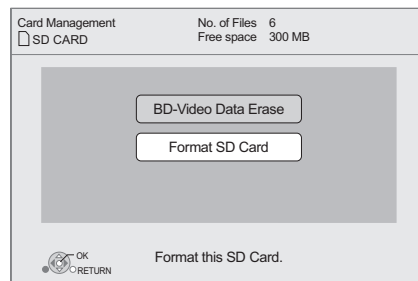 Card Management
SD CARD
No. of Files 6
Free space 300 MB
BD-Video Data Erase
Format SD Card
OK
RETURN
Format this SD Card.